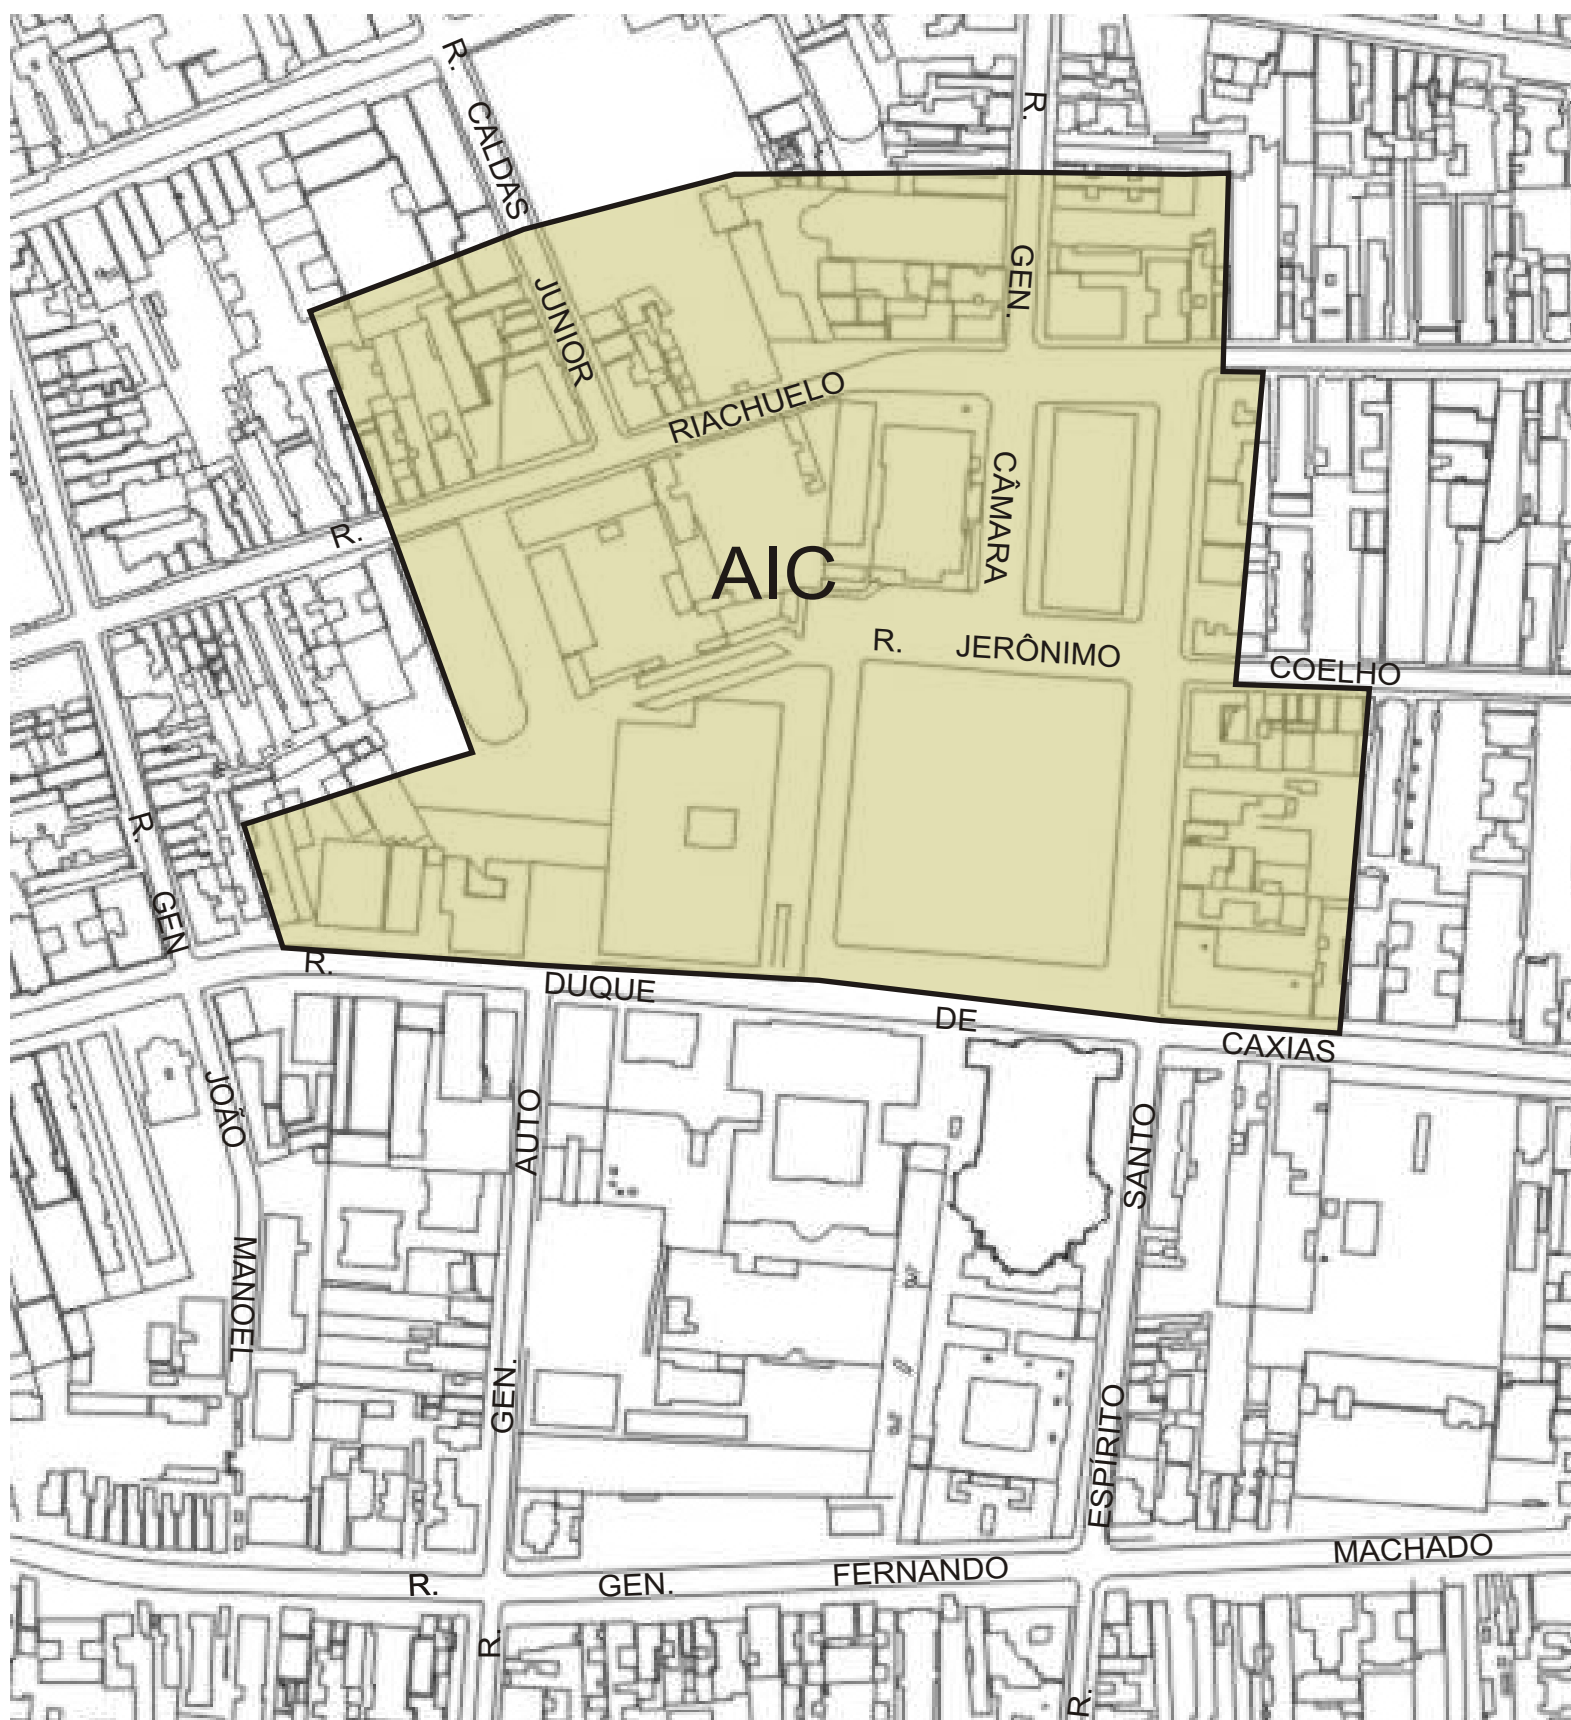 R. CALDAS JUNIOR
R. GEN. CÂMARA
R. RIACHUELO
AIC
R. JERÔNIMO COELHO
R. GEN JOÃO MANOEL
R. DUQUE DE CAXIAS
R. GEN. AUTO
R. ESPÍRITO SANTO
R. GEN. FERNANDO MACHADO